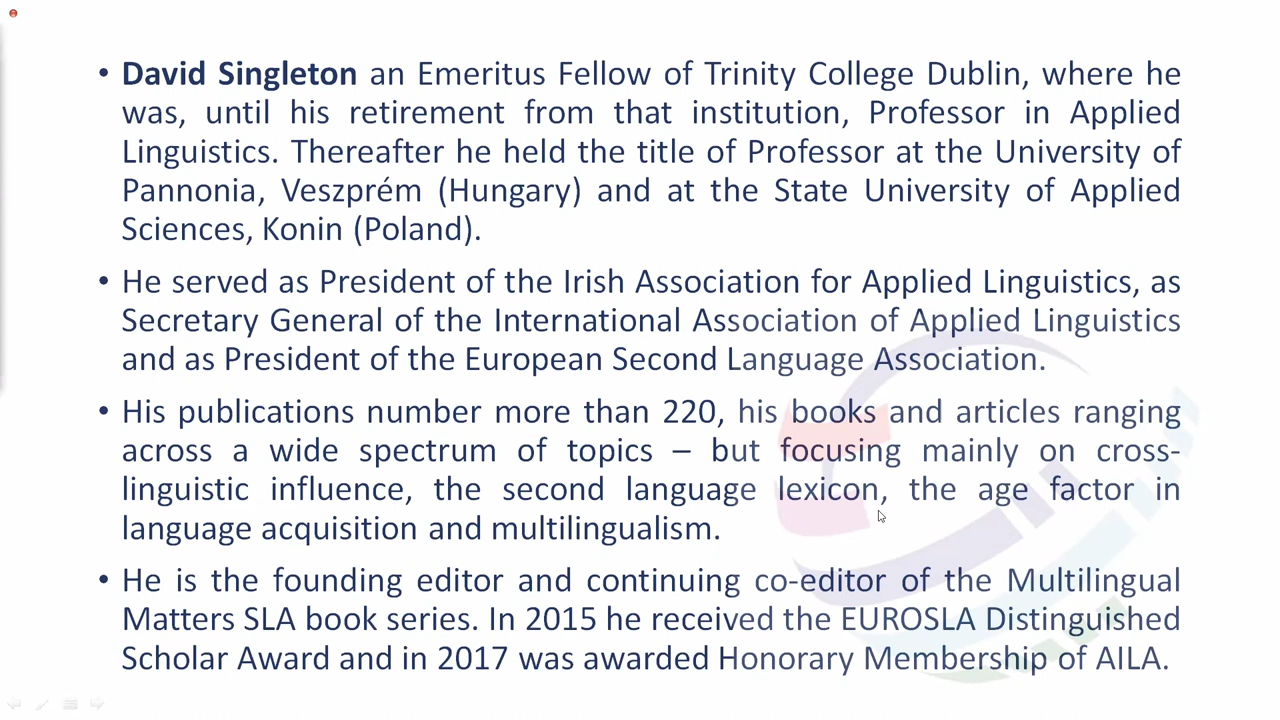 • David Singleton an Emeritus Fellow of Trinity College Dublin, where he
was, until his retirement from that institution, Professor in Applied
Linguistics. Thereafter he held the title of Professor at the University of
Pannonia, Veszprém (Hungary) and at the State University of Applied
Sciences, Konin (Poland).
• He served as President of the Irish Association for Applied Linguistics, as
Secretary General of the International Association of Applied Linguistics
and as President of the European Second Language Association.
• His publications number more than 220, his books and articles ranging
across a wide spectrum of topics – but focusing mainly on cross-
linguistic influence, the second language lexicon, the age factor in
language acquisition and multilingualism.
• He is the founding editor and continuing co-editor of the Multilingual
Matters SLA book series. In 2015 he received the EUROSLA Distinguished
Scholar Award and in 2017 was awarded Honorary Membership of AILA.